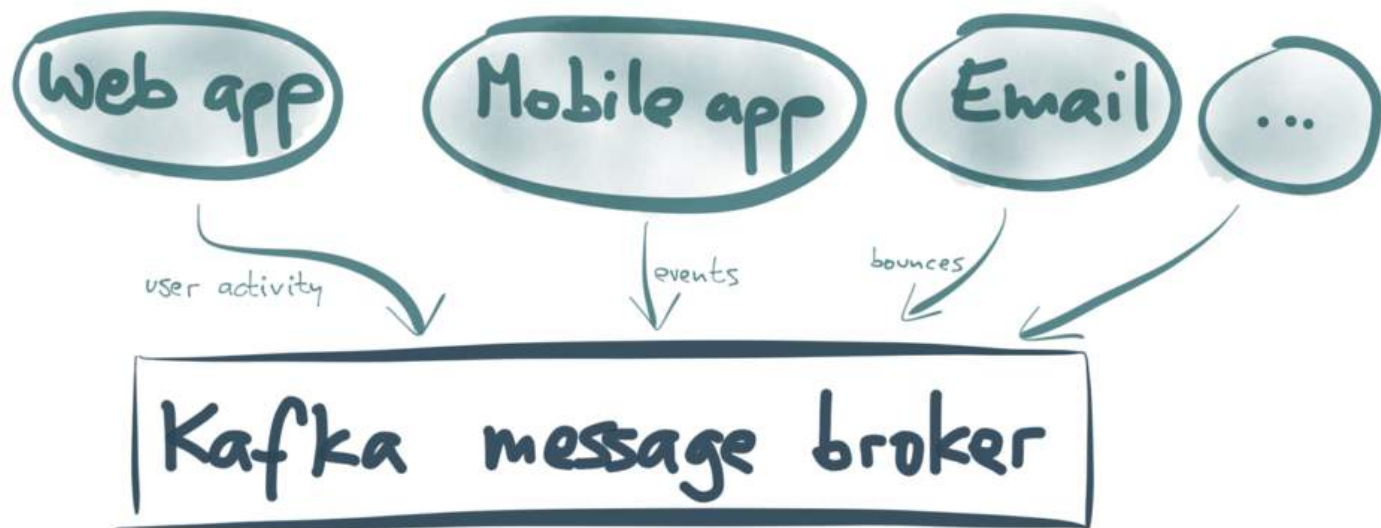 Web app
Mobile app
Email
...
user activity
events
bounces
Kafka message broker